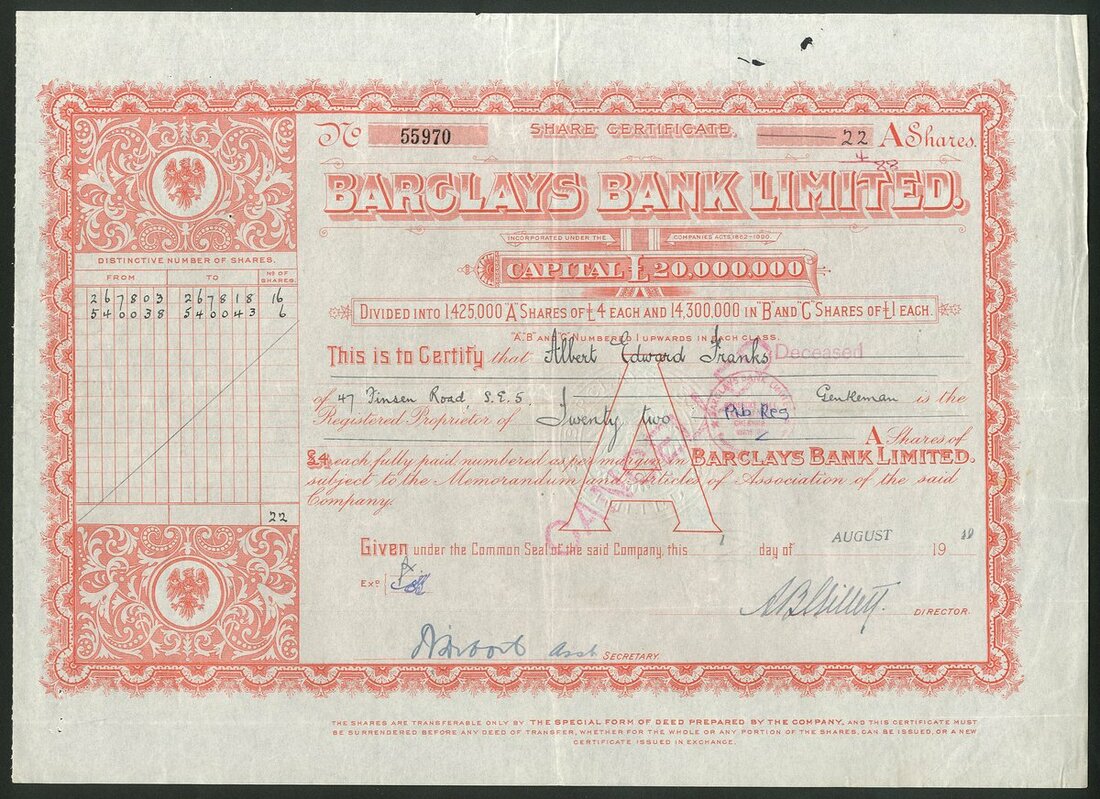 No 55970 SHARE CERTIFICATE. 22 A Shares.
4
88
BARCLAYS BANK LIMITED.
INCORPORATED UNDER THE COMPANIES ACTS 1862-1890.
CAPITAL £20,000,000
DIVIDED INTO 1,425,000 "A" SHARES OF £4 EACH AND 14,300,000 IN "B" AND "C" SHARES OF £1 EACH.
"A", "B" AND "C" NUMBERED 1 UPWARDS IN EACH CLASS.
DISTINCTIVE NUMBER OF SHARES.
FROM TO No OF SHARES.
267803 267818 16
540038 540043 6
22
This is to Certify that Albert Edward Franks Deceased
of 47 Finsen Road, S.E.5. Gentleman is the
Registered Proprietor of Twenty two A Shares of
£4 each fully paid numbered as per margin in BARCLAYS BANK LIMITED.
subject to the Memorandum and Articles of Association of the said
Company.
A
CANCELLED
BARCLAYS BANK LIMITED
Given under the Common Seal of the said Company, this 1 day of AUGUST 19
Exd
DIRECTOR.
Asst SECRETARY.
THE SHARES ARE TRANSFERABLE ONLY BY THE SPECIAL FORM OF DEED PREPARED BY THE COMPANY, AND THIS CERTIFICATE MUST
BE SURRENDERED BEFORE ANY DEED OF TRANSFER, WHETHER FOR THE WHOLE OR ANY PORTION OF THE SHARES, CAN BE ISSUED, OR A NEW
CERTIFICATE ISSUED IN EXCHANGE.